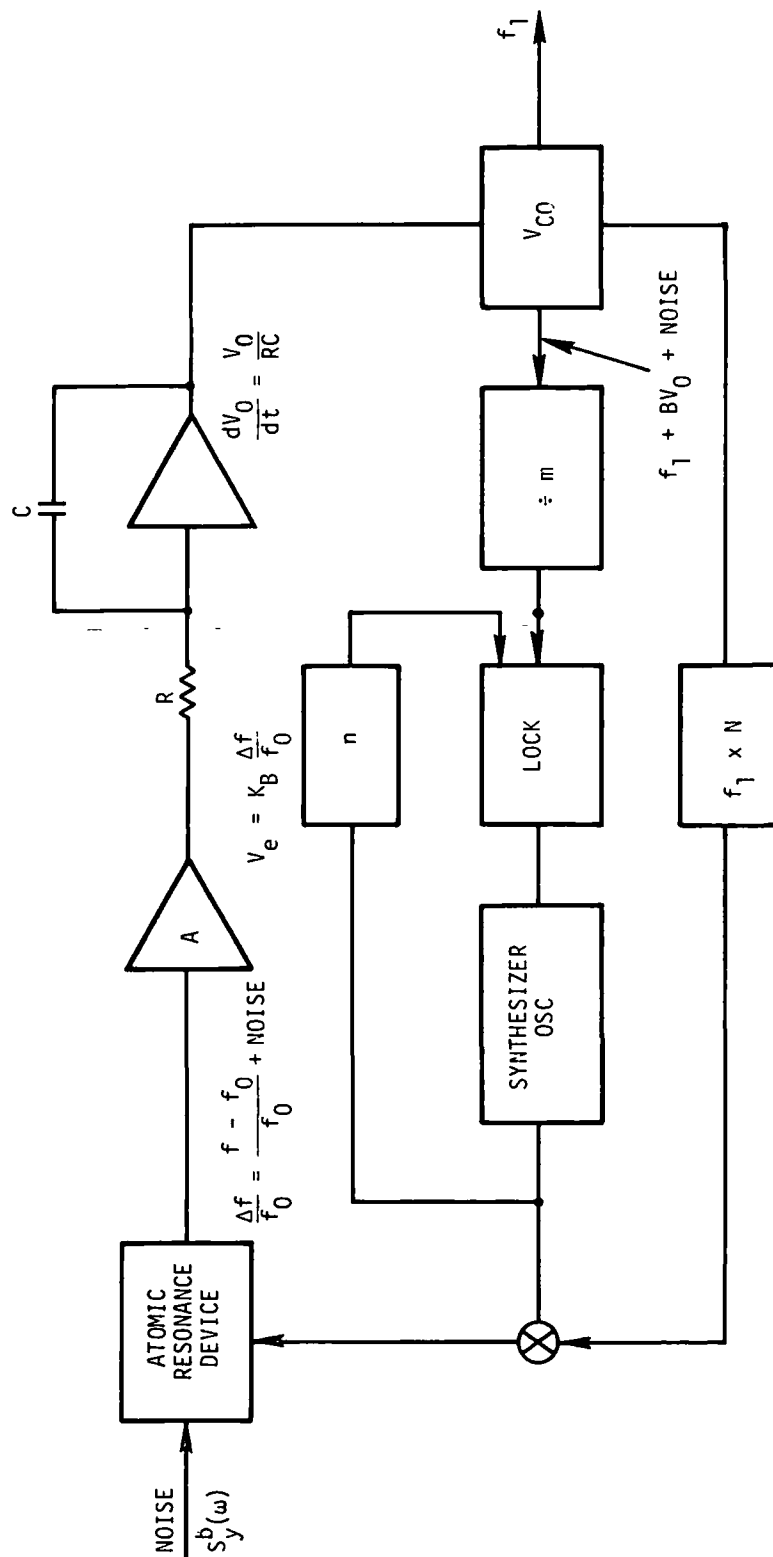 NOISE
S_y^b(ω)
ATOMIC
RESONANCE
DEVICE
Δf/f_0 = (f - f_0)/f_0 + NOISE
A
V_e = K_B Δf/f_0
R
C
dV_0/dt = V_0/RC
V_CO
f_1
f_1 + BV_0 + NOISE
÷ m
n
LOCK
SYNTHESIZER
OSC
f_1 x N